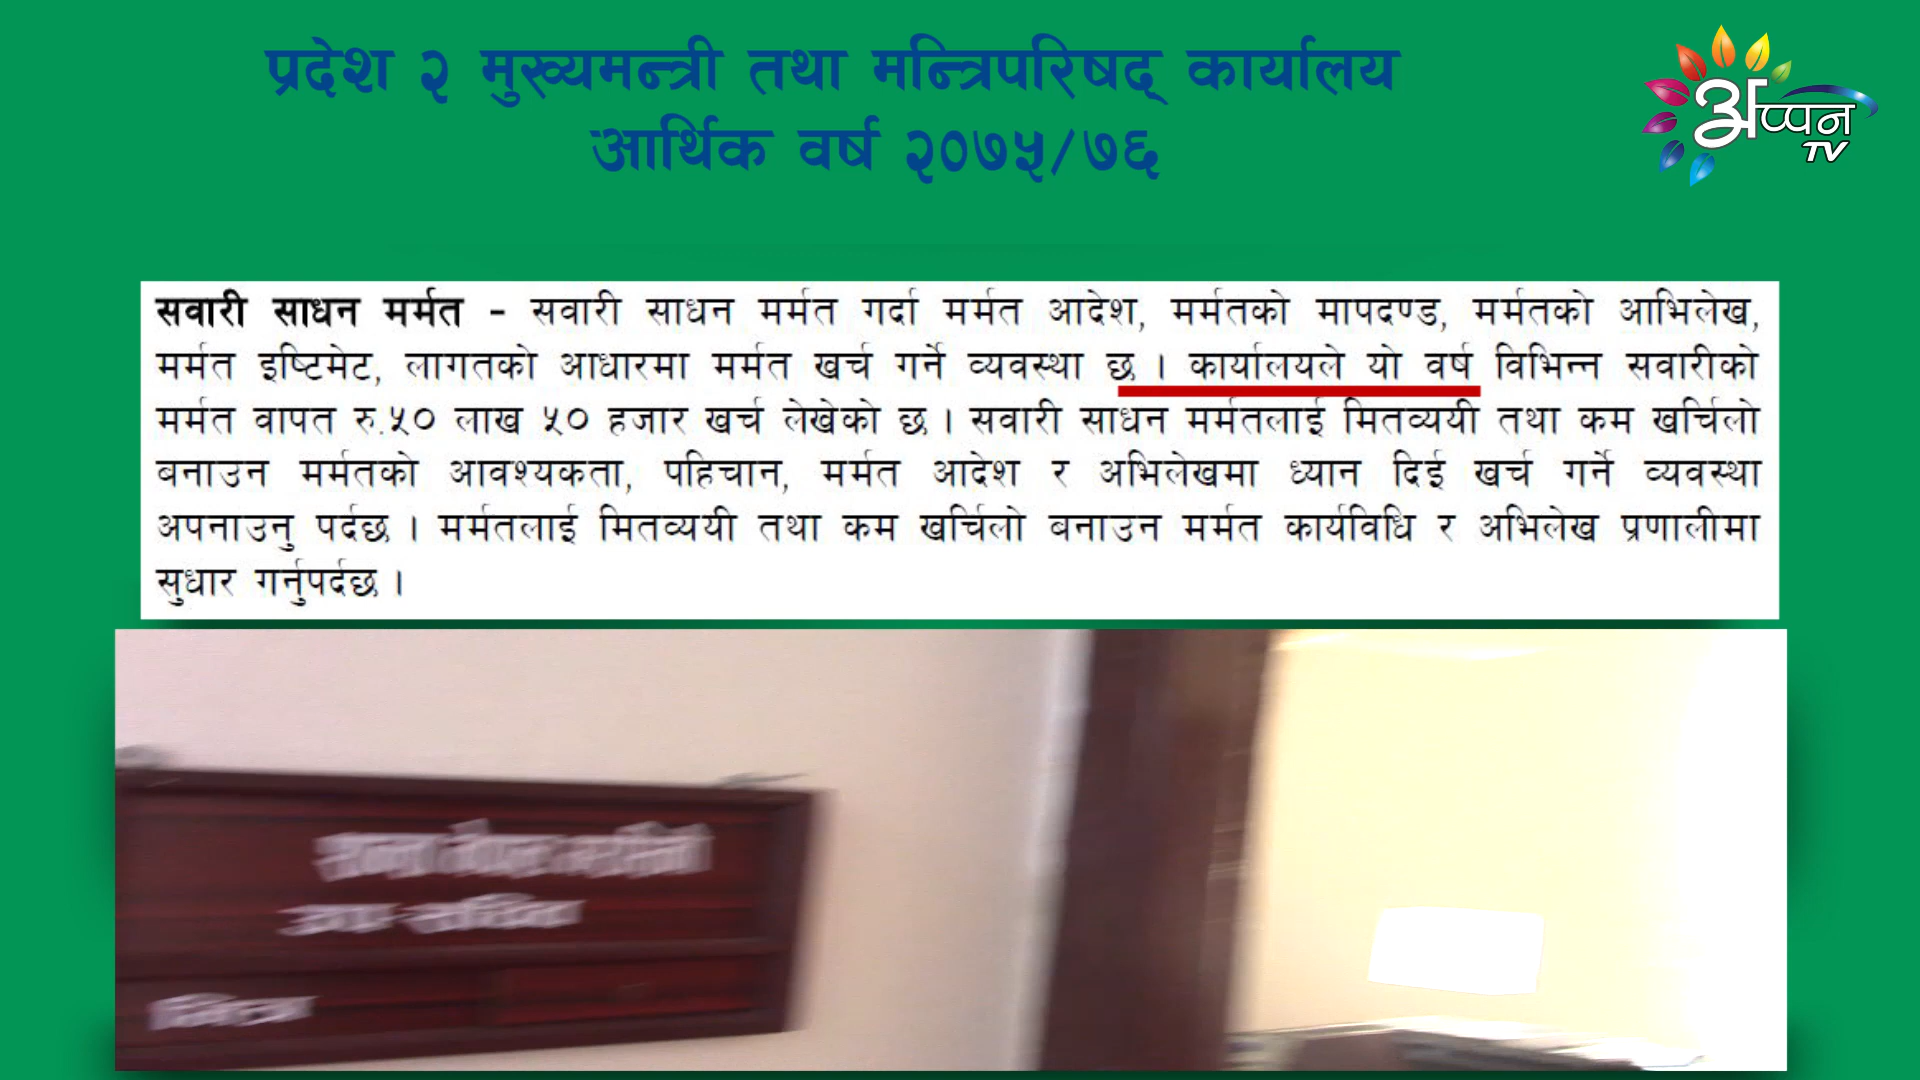 प्रदेश २ मुख्यमन्त्री तथा मन्त्रिपरिषद् कार्यालय
आर्थिक वर्ष २०७५/७६
अप्पन
TV
सवारी साधन मर्मत - सवारी साधन मर्मत गर्दा मर्मत आदेश, मर्मतको मापदण्ड, मर्मतको आभिलेख,
मर्मत इष्टिमेट, लागतको आधारमा मर्मत खर्च गर्ने व्यवस्था छ । कार्यालयले यो वर्ष विभिन्न सवारीको
मर्मत वापत रु.५० लाख ५० हजार खर्च लेखेको छ । सवारी साधन मर्मतलाई मितव्ययी तथा कम खर्चिलो
बनाउन मर्मतको आवश्यकता, पहिचान, मर्मत आदेश र अभिलेखमा ध्यान दिई खर्च गर्ने व्यवस्था
अपनाउनु पर्दछ । मर्मतलाई मितव्ययी तथा कम खर्चिलो बनाउन मर्मत कार्यविधि र अभिलेख प्रणालीमा
सुधार गर्नुपर्दछ ।